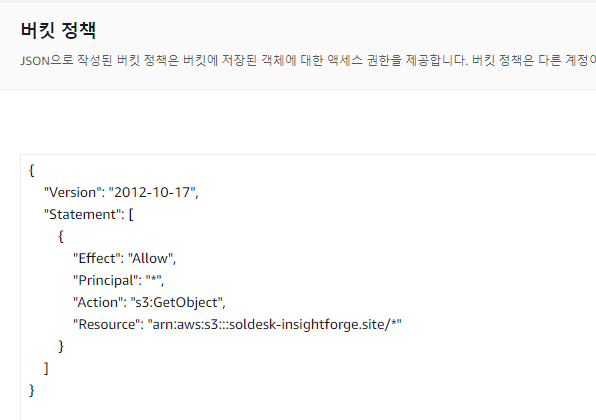 버킷 정책
JSON으로 작성된 버킷 정책은 버킷에 저장된 객체에 대한 액세스 권한을 제공합니다. 버킷 정책은 다른 계정이
{
"Version": "2012-10-17",
"Statement": [
{
"Effect": "Allow",
"Principal": "*",
"Action": "s3:GetObject",
"Resource": "arn:aws:s3:::soldesk-insightforge.site/*"
}
]
}